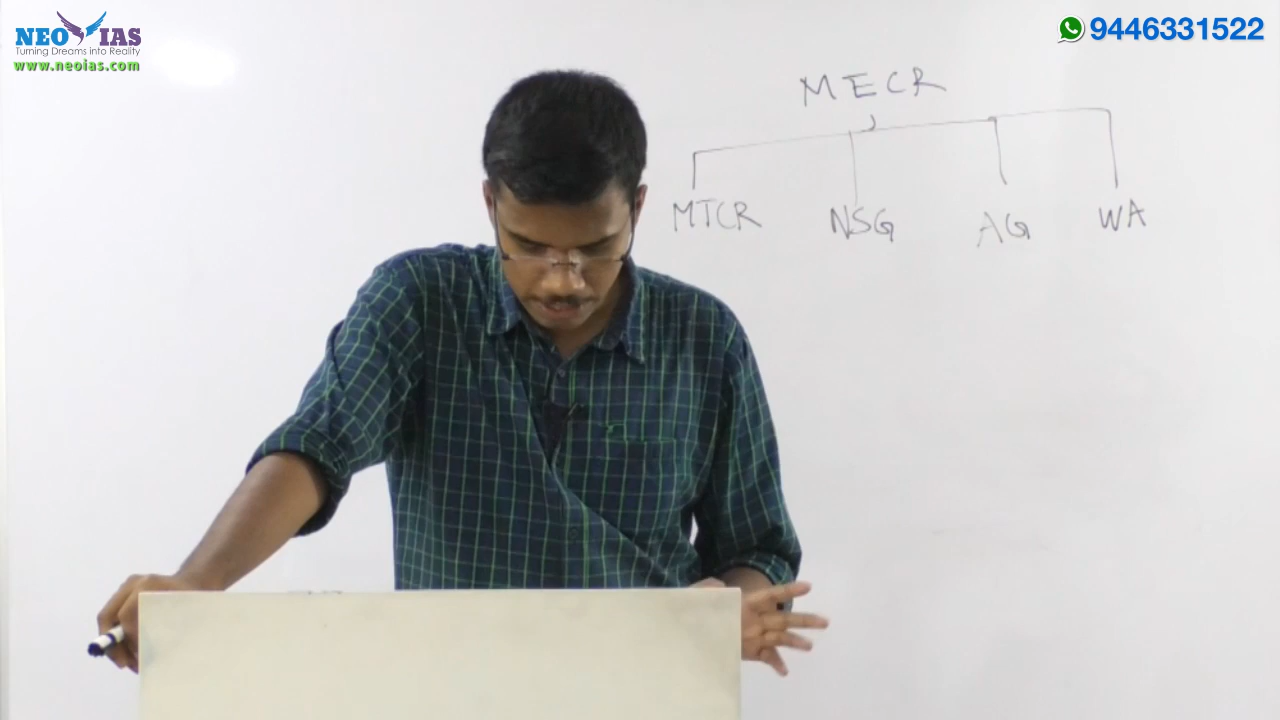 NEO IAS
Turning Dreams into Reality
www.neoias.com
9446331522
MECR
MTCR NSG AG WA